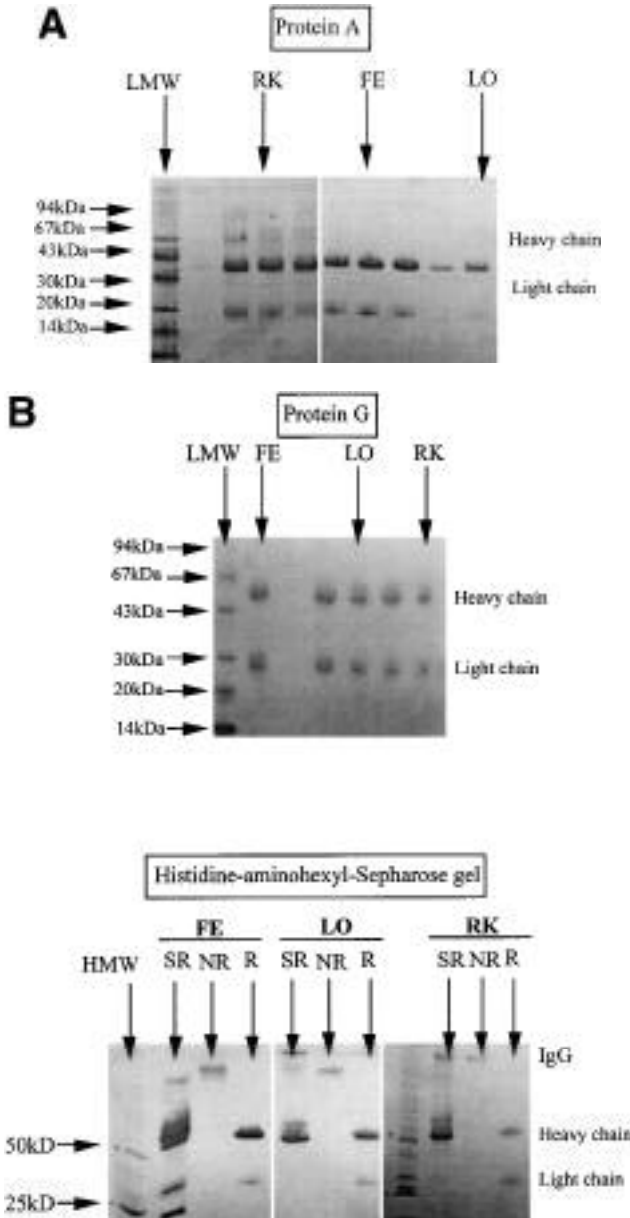 A
Protein A
LMW RK FE LO
94kDa
67kDa
43kDa
30kDa
20kDa
14kDa
Heavy chain
Light chain
B
Protein G
LMW FE LO RK
94kDa
67kDa
43kDa
30kDa
20kDa
14kDa
Heavy chain
Light chain
Histidine-aminohexyl-Sepharose gel
FE LO RK
HMW SR NR R SR NR R SR NR R
IgG
50kD
Heavy chain
Light chain
25kD